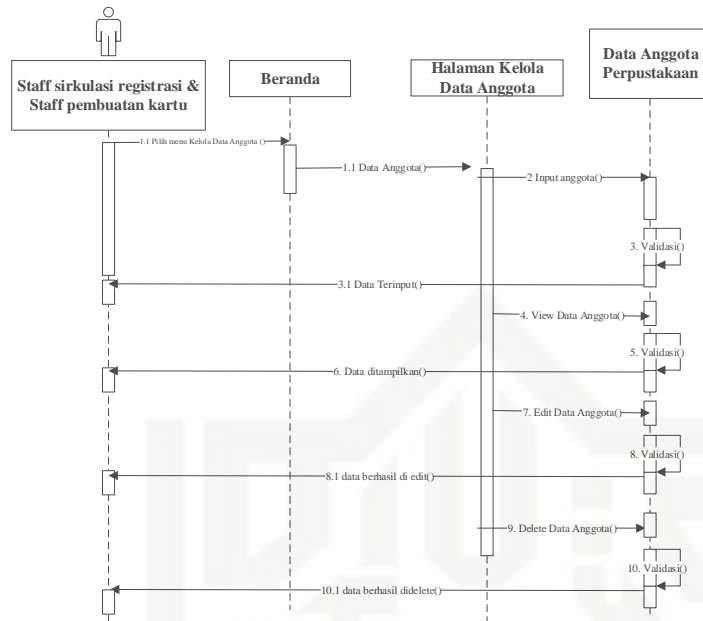 Staff sirkulasi registrasi &
Staff pembuatan kartu
Beranda
Halaman Kelola
Data Anggota
Data Anggota
Perpustakaan
1.1 Pilih menu Kelola Data Anggota ()
1.1 Data Anggota()
2 Input anggota()
3. Validasi()
3.1 Data Terinput()
4. View Data Anggota()
5. Validasi()
6. Data ditampilkan()
7. Edit Data Anggota()
8. Validasi()
8.1 data berhasil di edit()
9. Delete Data Anggota()
10. Validasi()
10.1 data berhasil didelete()